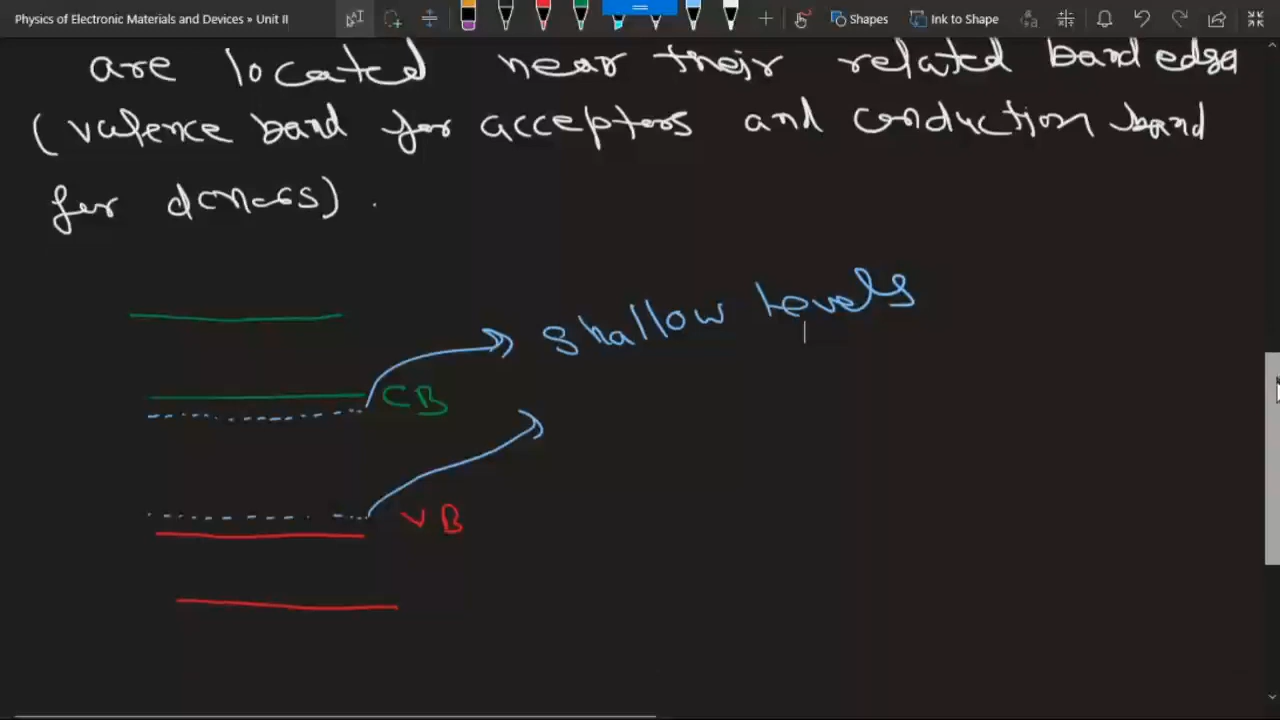 Physics of Electronic Materials and Devices » Unit II
Shapes
Ink to Shape
are located near their related band edge
(valence band for acceptors and conduction band
for donors).
shallow levels
CB
VB